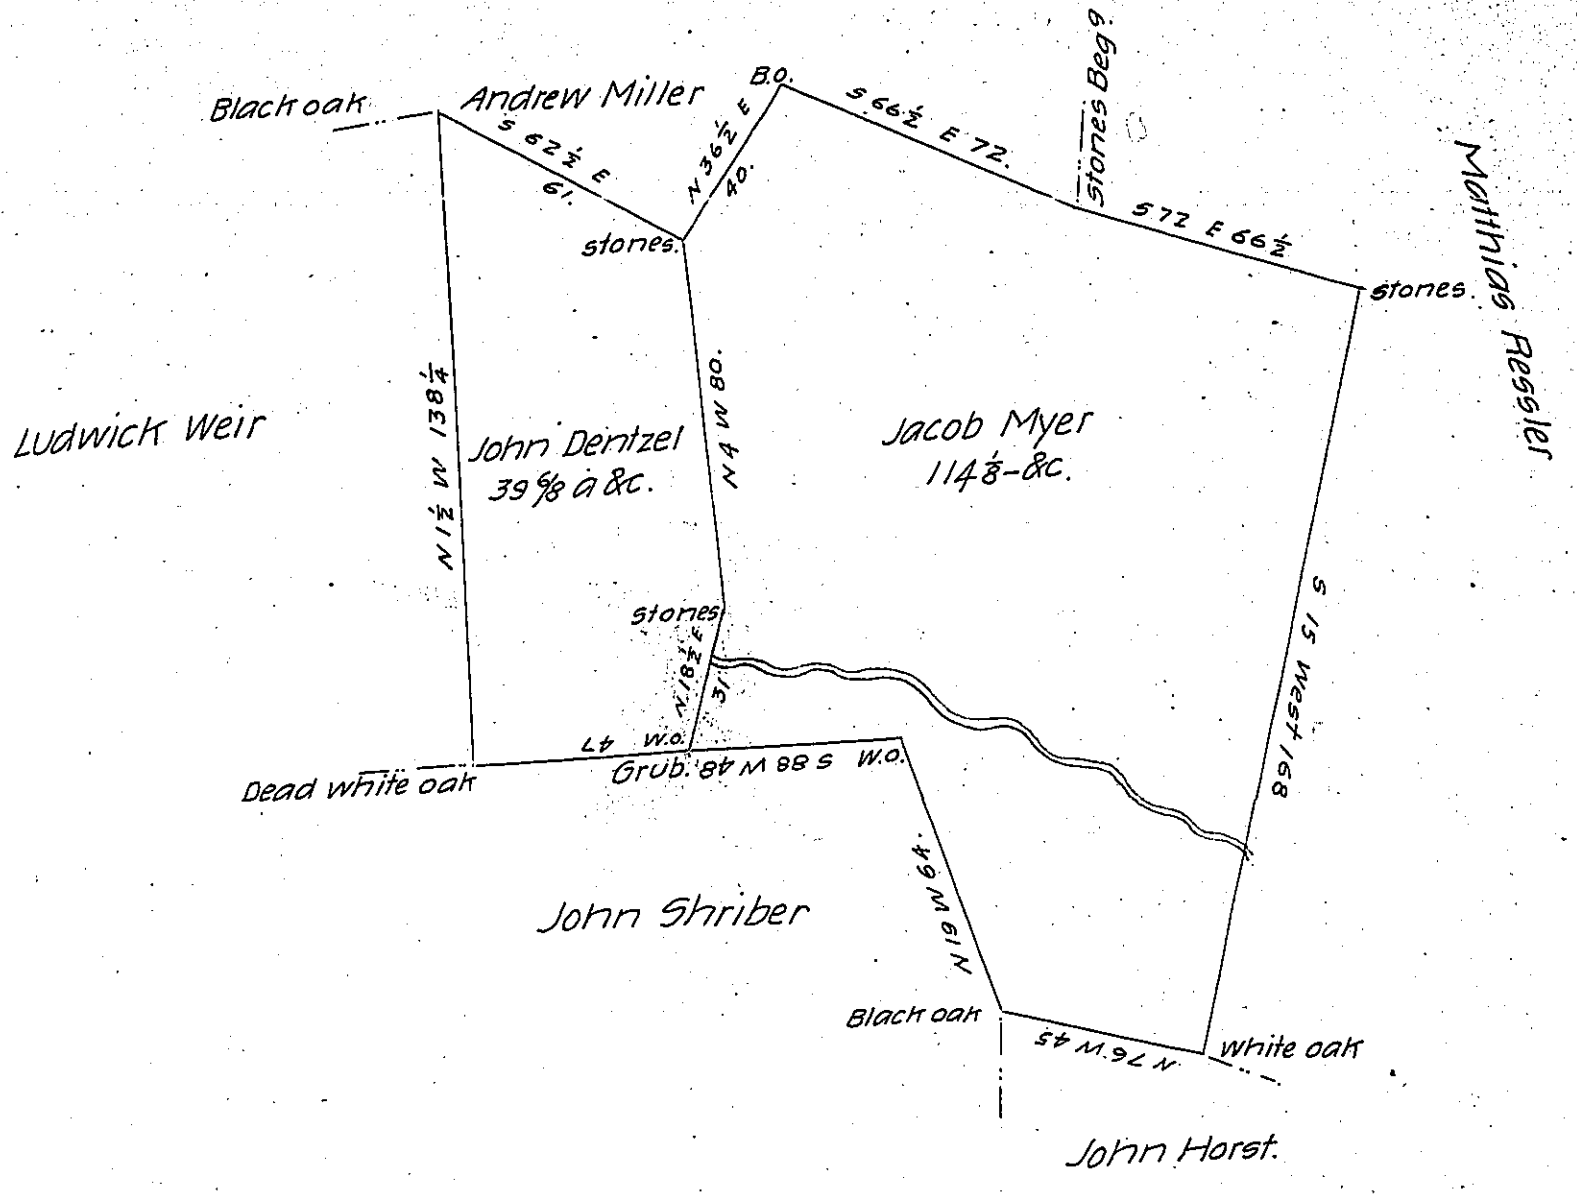 Black oak
Andrew Miller
B.O.
Stones Beg⁹.
S 62½ E
61.
N 36½ E
40.
S 66½ E 72.
S 72 E 66½
stones.
stones.
Matthias Ressler
Ludwick Weir
N 1½ W 138¼
John Dentzel
39 6/8 a &c.
N 4 W 80.
Jacob Myer
114⅛ - &c.
stones
N 18½ E
31
S 15 West 168
47
W.O.
Grub.
S 88 W 48
W.O.
Dead white oak
N 19 W 64.
John Shriber
Black oak
N 76 W 45
White oak
John Horst.